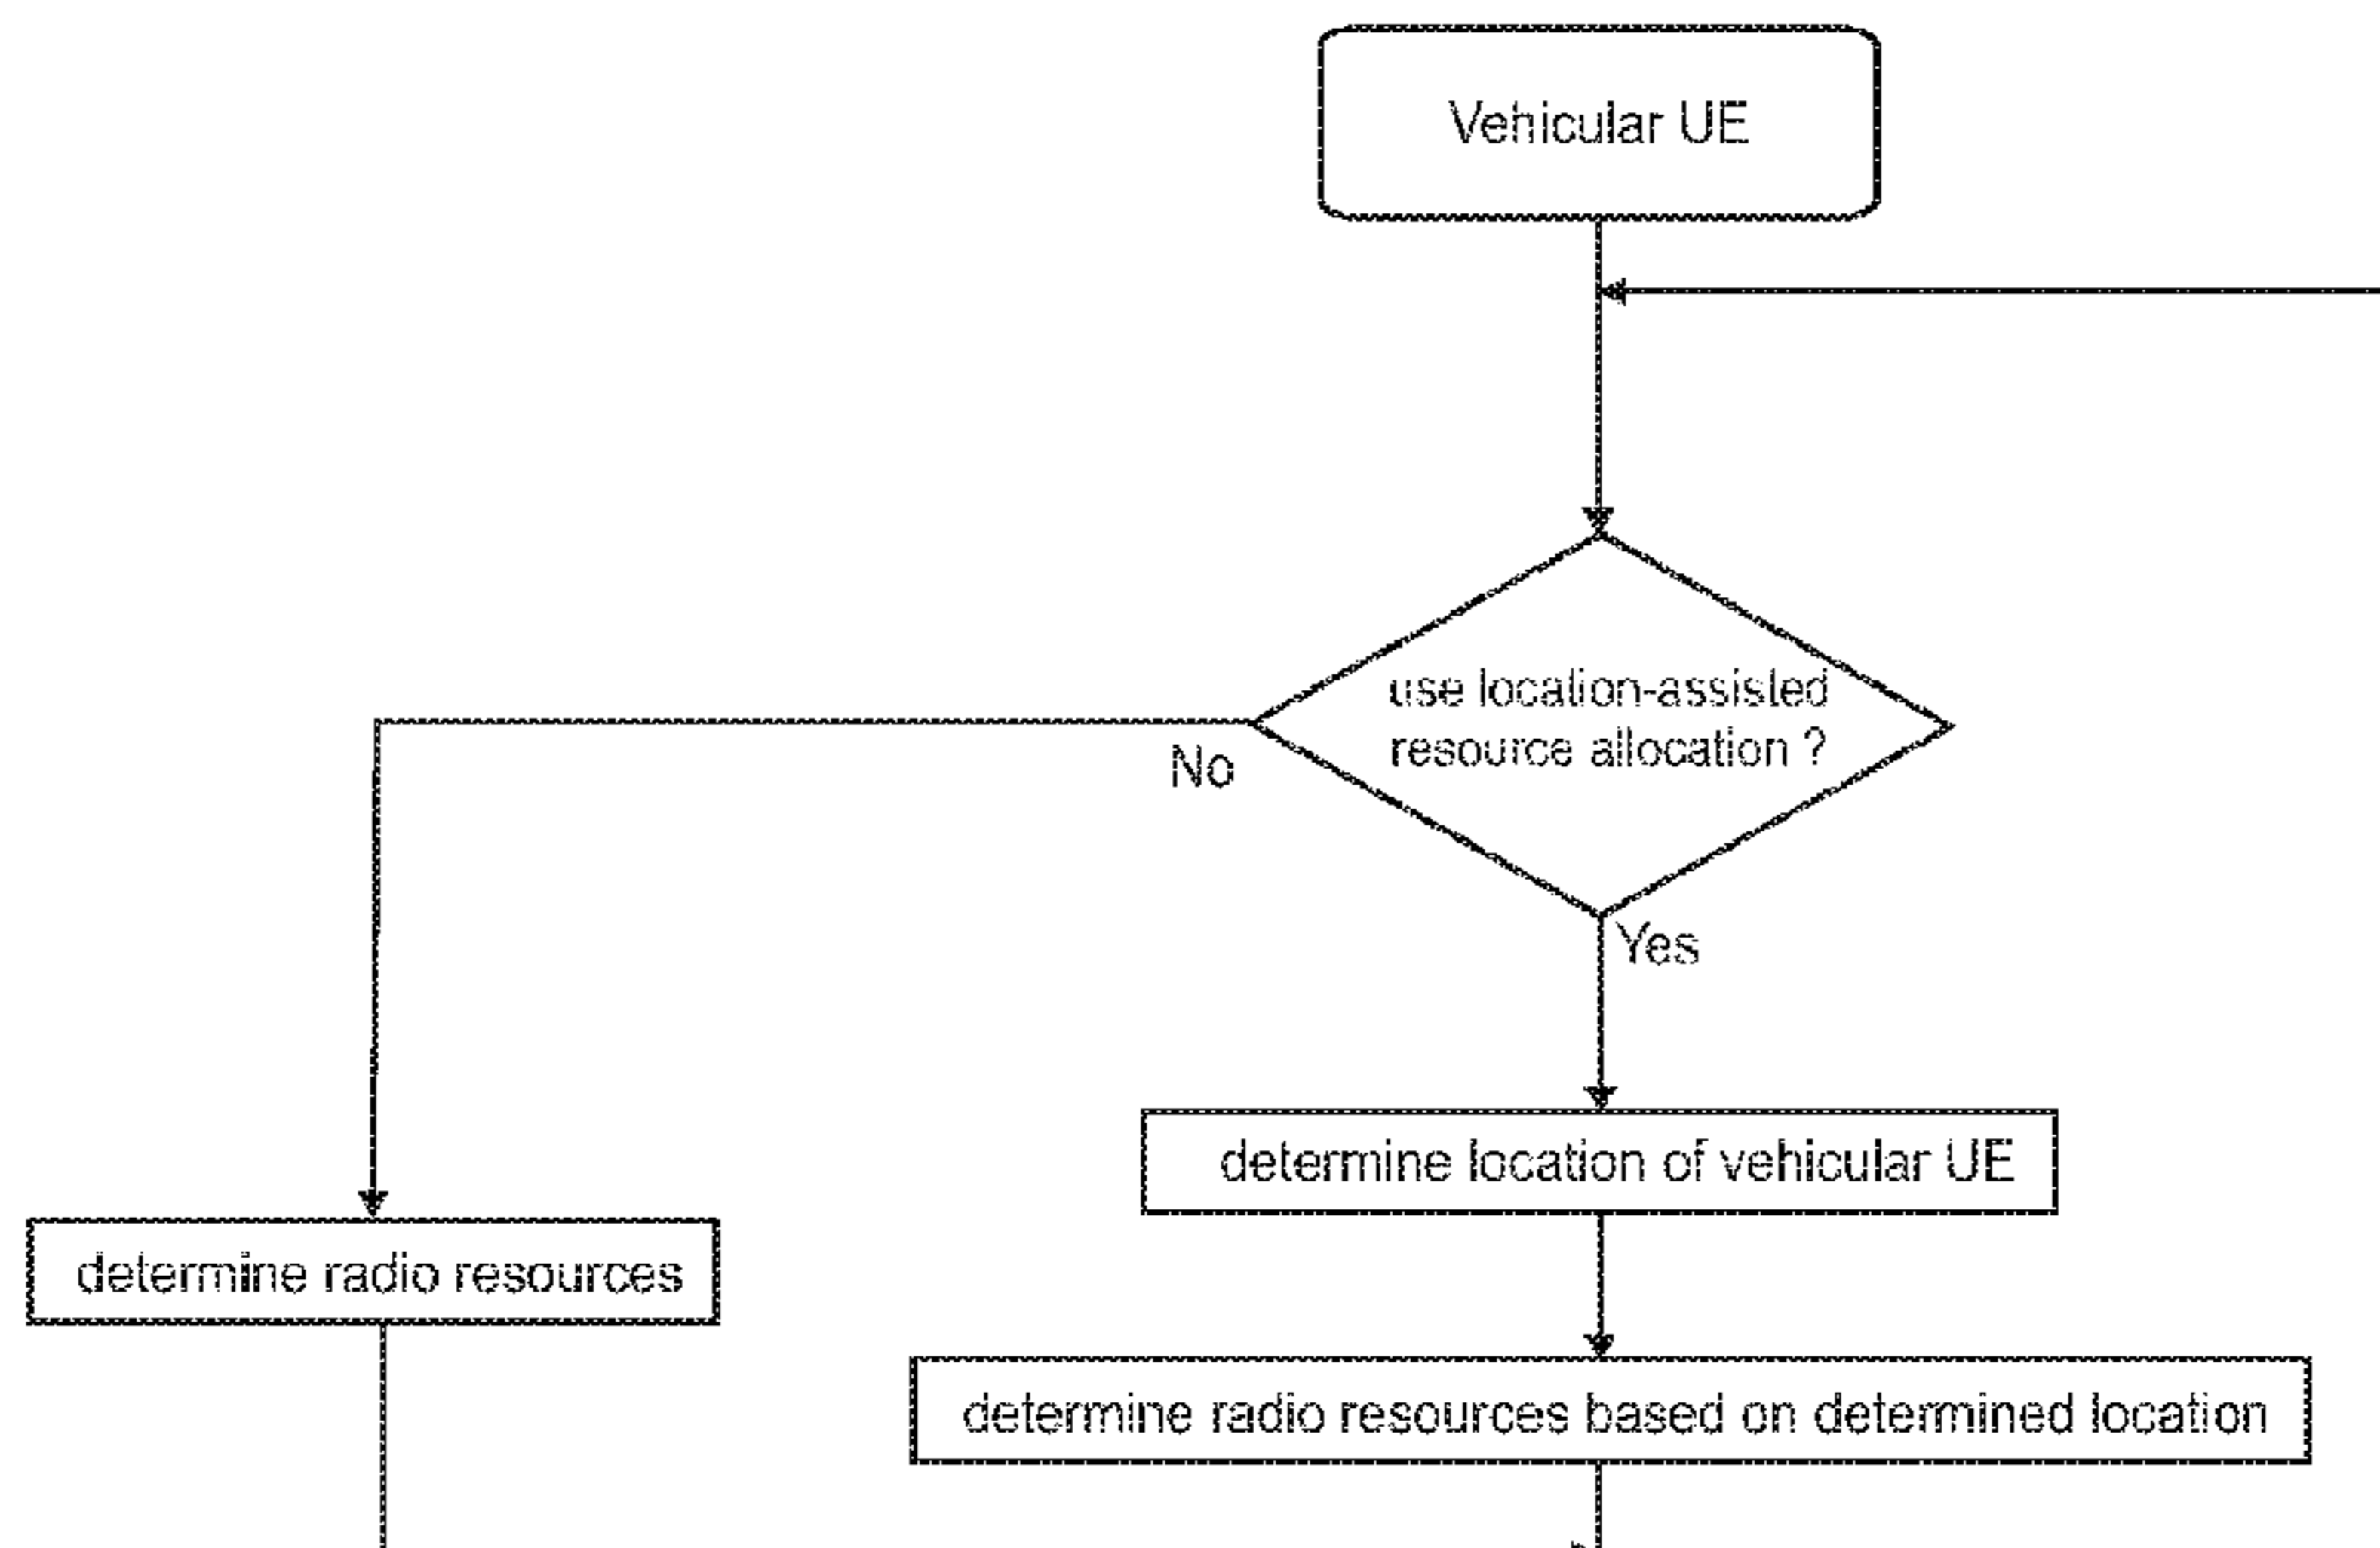 Vehicular UE
use location-assisted
resource allocation ?
No
Yes
determine location of vehicular UE
determine radio resources
determine radio resources based on determined location